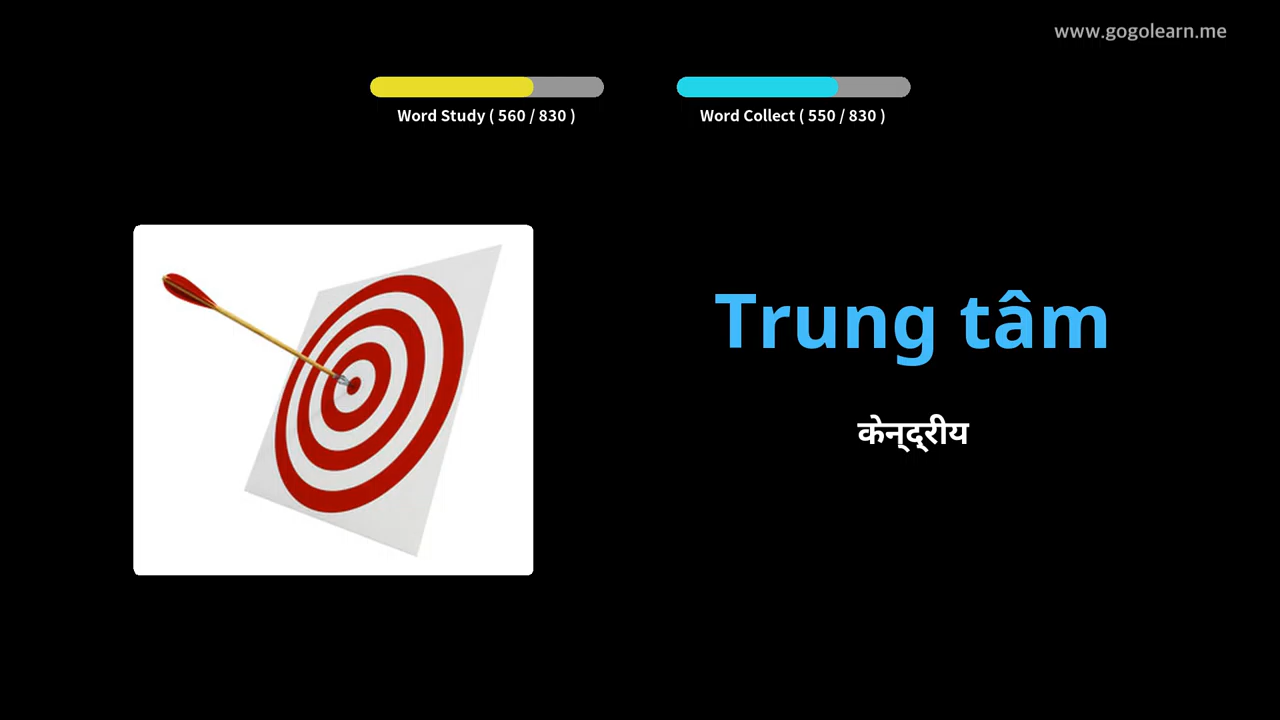 www.gogolearn.me
Word Study ( 560 / 830 )
Word Collect ( 550 / 830 )
Trung tâm
केन्द्रीय